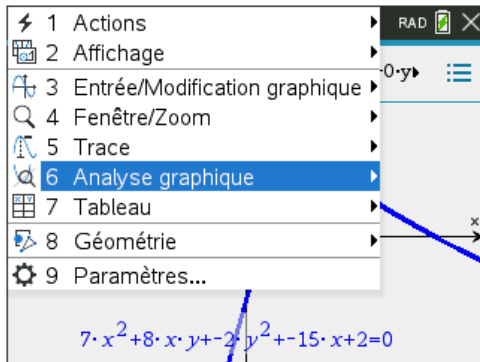 1 Actions
RAD
2 Affichage
3 Entrée/Modification graphique
0·y
4 Fenêtre/Zoom
5 Trace
6 Analyse graphique
7 Tableau
x
8 Géométrie
9 Paramètres...
7·x²+8·x·y+-2·y²+-15·x+2=0